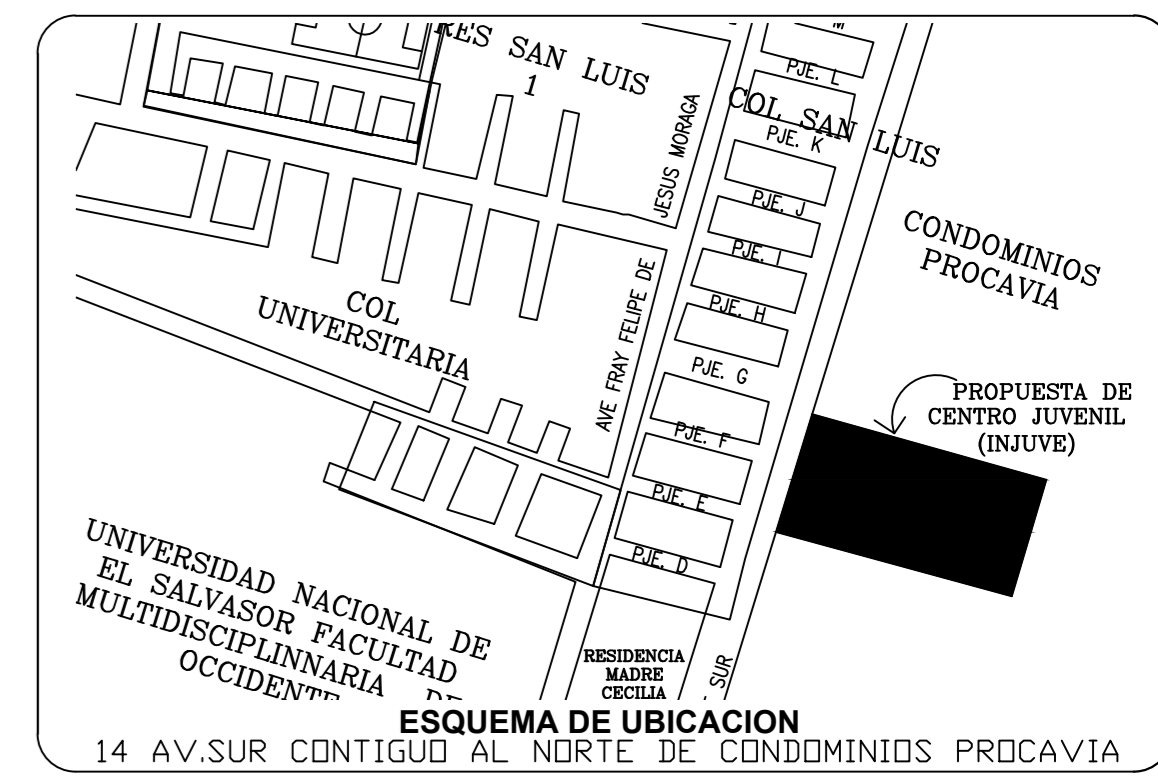 RES SAN LUIS
1
M
PJE. L
COL SAN LUIS
PJE. K
JESUS MORAGA
PJE. J
PJE. I
PJE. H
PJE. G
PJE. F
PJE. E
PJE. D
CONDOMINIOS
PROCAVIA
COL
UNIVERSITARIA
AVE FRAY FELIPE DE
PROPUESTA DE
CENTRO JUVENIL
(INJUVE)
UNIVERSIDAD NACIONAL DE
EL SALVASOR FACULTAD
MULTIDISCIPLINNARIA DE
OCCIDENTE
RESIDENCIA
MADRE
CECILIA
SUR
ESQUEMA DE UBICACION
14 AV.SUR CONTIGUO AL NORTE DE CONDOMINIOS PROCAVIA